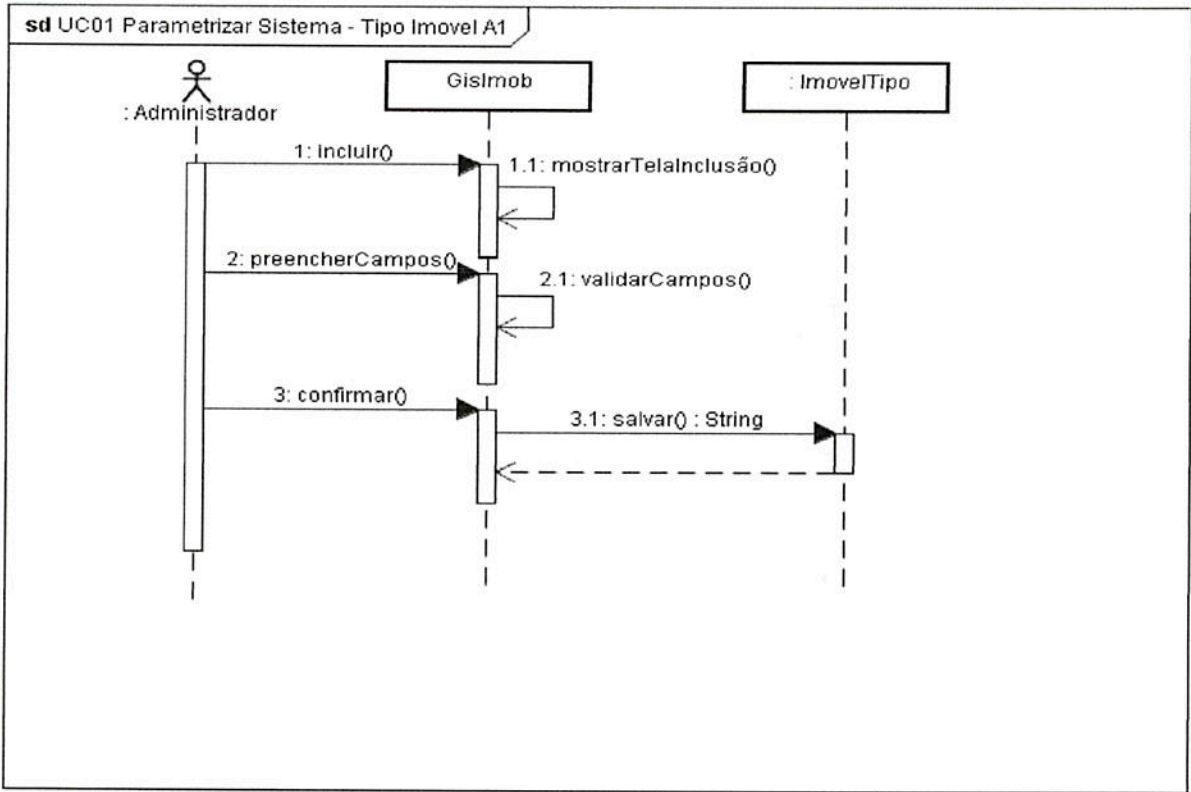 sd UC01 Parametrizar Sistema - Tipo Imovel A1
: Administrador
GisImob
: ImovelTipo
1: incluir()
1.1: mostrarTelaInclusão()
2: preencherCampos()
2.1: validarCampos()
3: confirmar()
3.1: salvar() : String